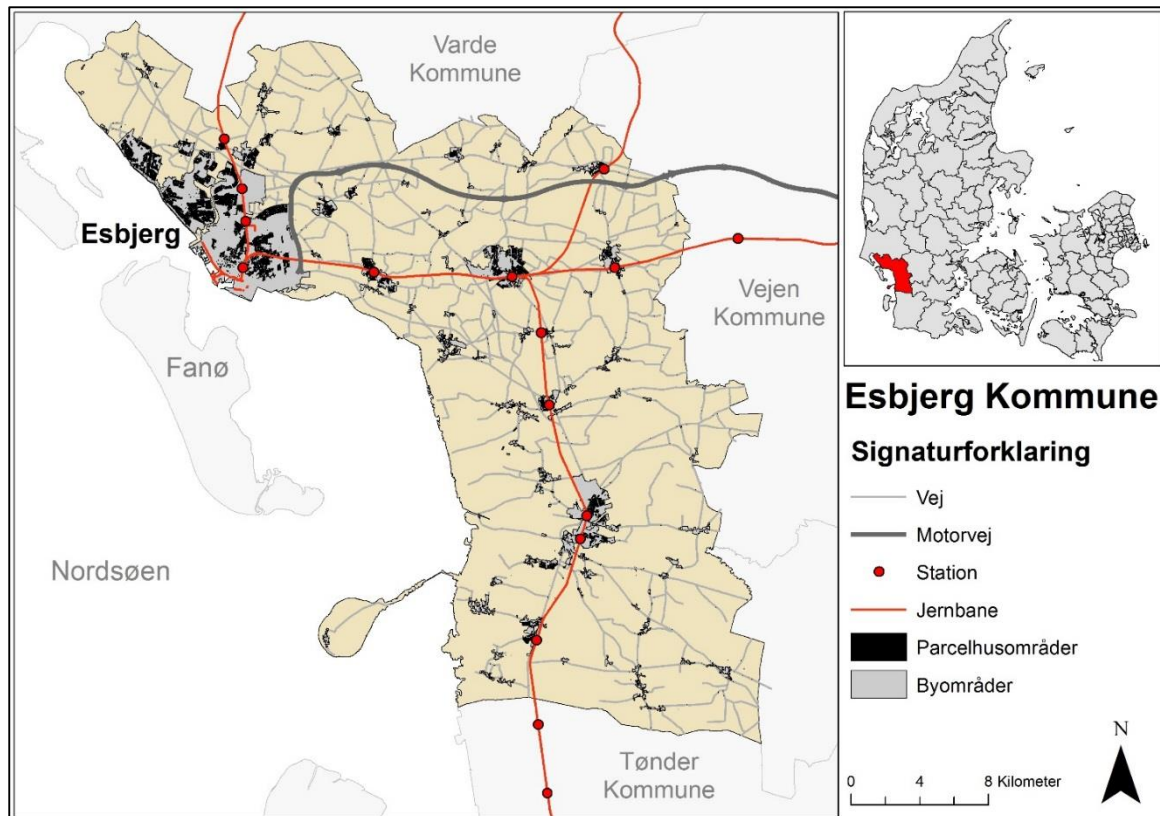 Varde
Kommune
Esbjerg
Vejen
Kommune
Fanø
Nordsøen
Tønder
Kommune
Esbjerg Kommune
Signaturforklaring
Vej
Motorvej
Station
Jernbane
Parcelhusområder
Byområder
N
0 4 8 Kilometer